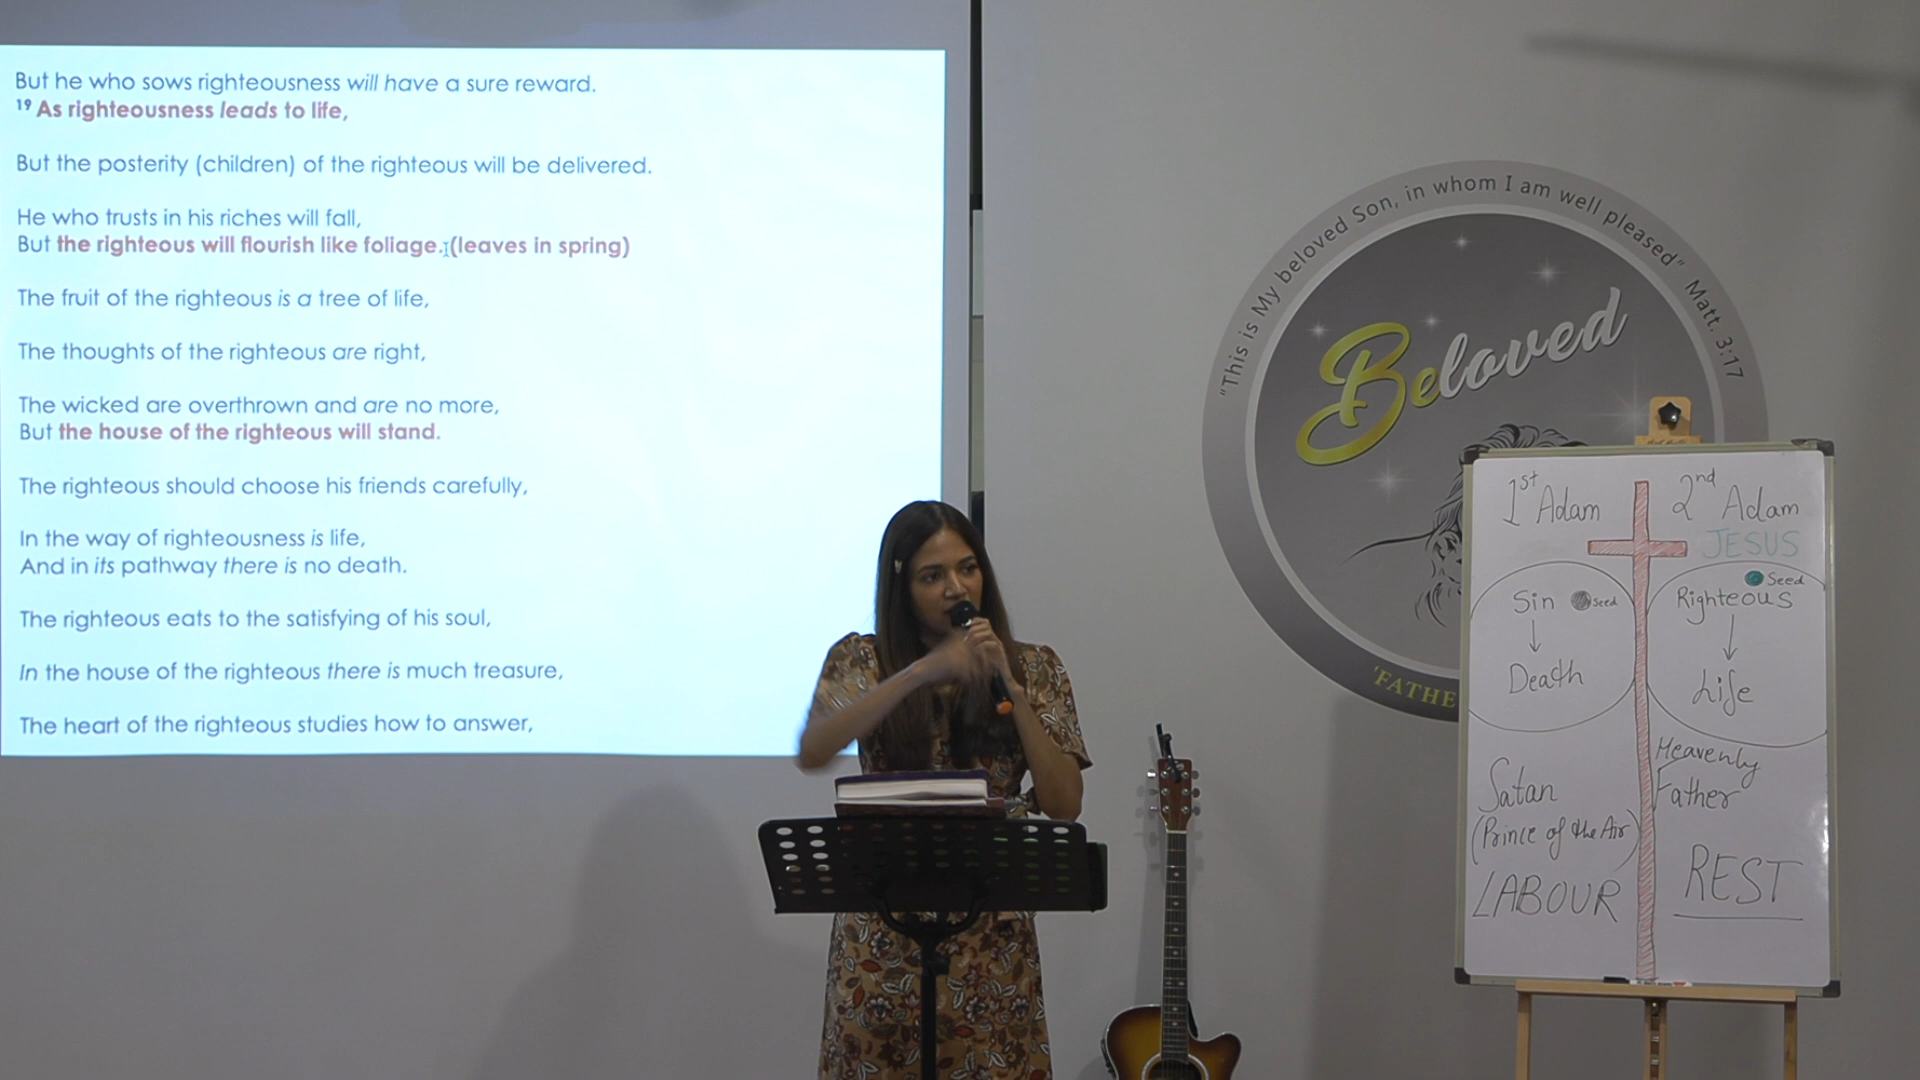 But he who sows righteousness will have a sure reward.
19 As righteousness leads to life,
But the posterity (children) of the righteous will be delivered.
He who trusts in his riches will fall,
But the righteous will flourish like foliage. (leaves in spring)
The fruit of the righteous is a tree of life,
The thoughts of the righteous are right,
The wicked are overthrown and are no more,
But the house of the righteous will stand.
The righteous should choose his friends carefully,
In the way of righteousness is life,
And in its pathway there is no death.
The righteous eats to the satisfying of his soul,
In the house of the righteous there is much treasure,
The heart of the righteous studies how to answer,
"This is My beloved Son, in whom I am well pleased" Matt. 3:17
Beloved
'FATHE
1st Adam
Sin Seed
Death
Satan
(Prince of the Air)
LABOUR
2nd Adam
JESUS
Seed
Righteous
Life
Heavenly
Father
REST